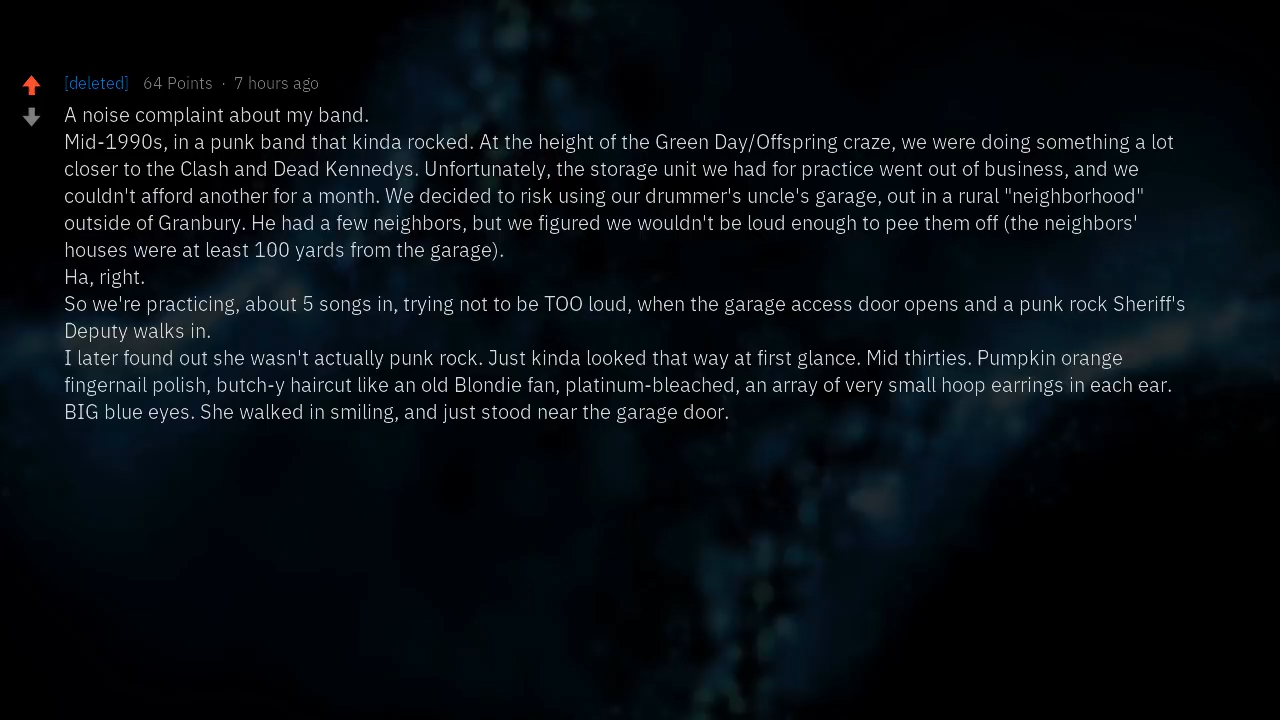 [deleted] 64 Points · 7 hours ago
A noise complaint about my band.
Mid-1990s, in a punk band that kinda rocked. At the height of the Green Day/Offspring craze, we were doing something a lot
closer to the Clash and Dead Kennedys. Unfortunately, the storage unit we had for practice went out of business, and we
couldn't afford another for a month. We decided to risk using our drummer's uncle's garage, out in a rural "neighborhood"
outside of Granbury. He had a few neighbors, but we figured we wouldn't be loud enough to pee them off (the neighbors'
houses were at least 100 yards from the garage).
Ha, right.
So we're practicing, about 5 songs in, trying not to be TOO loud, when the garage access door opens and a punk rock Sheriff's
Deputy walks in.
I later found out she wasn't actually punk rock. Just kinda looked that way at first glance. Mid thirties. Pumpkin orange
fingernail polish, butch-y haircut like an old Blondie fan, platinum-bleached, an array of very small hoop earrings in each ear.
BIG blue eyes. She walked in smiling, and just stood near the garage door.